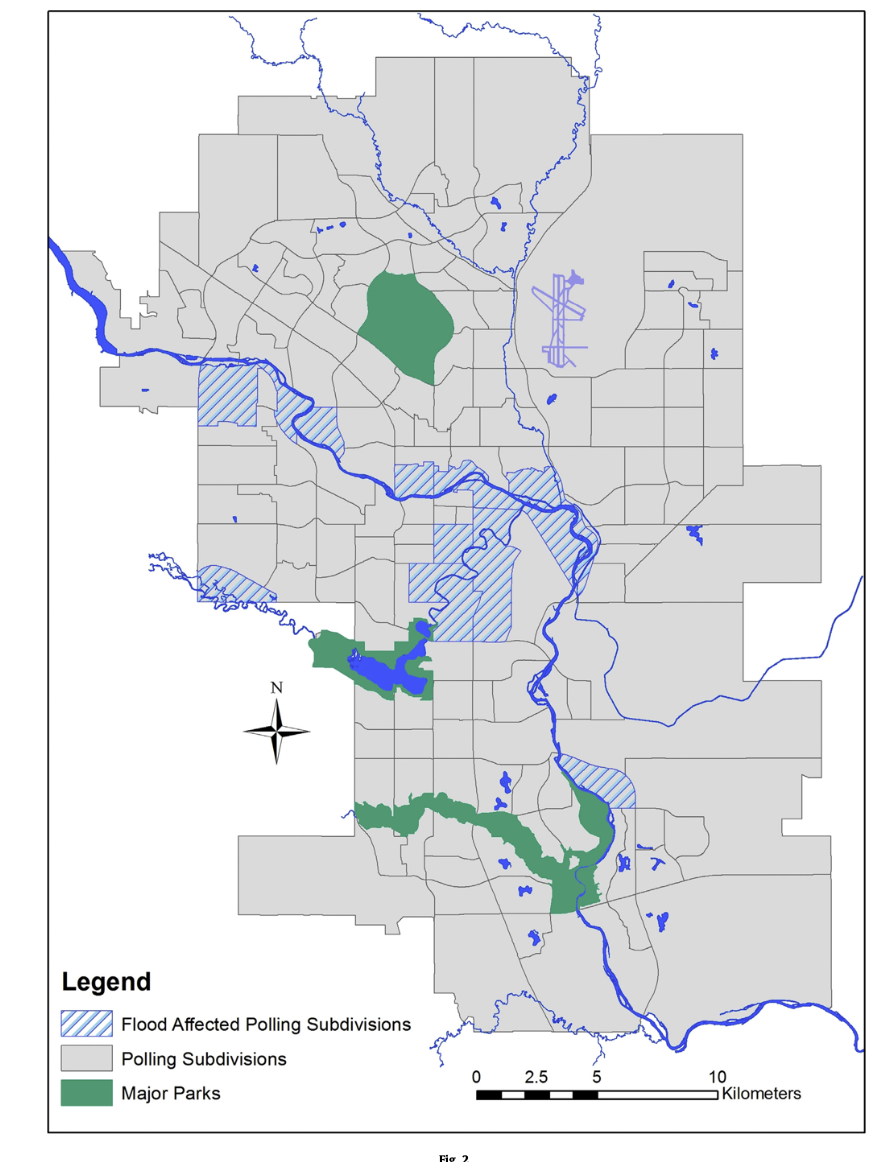 N
Legend
Flood Affected Polling Subdivisions
Polling Subdivisions
Major Parks
0 2.5 5 10
Kilometers
Fig. 2